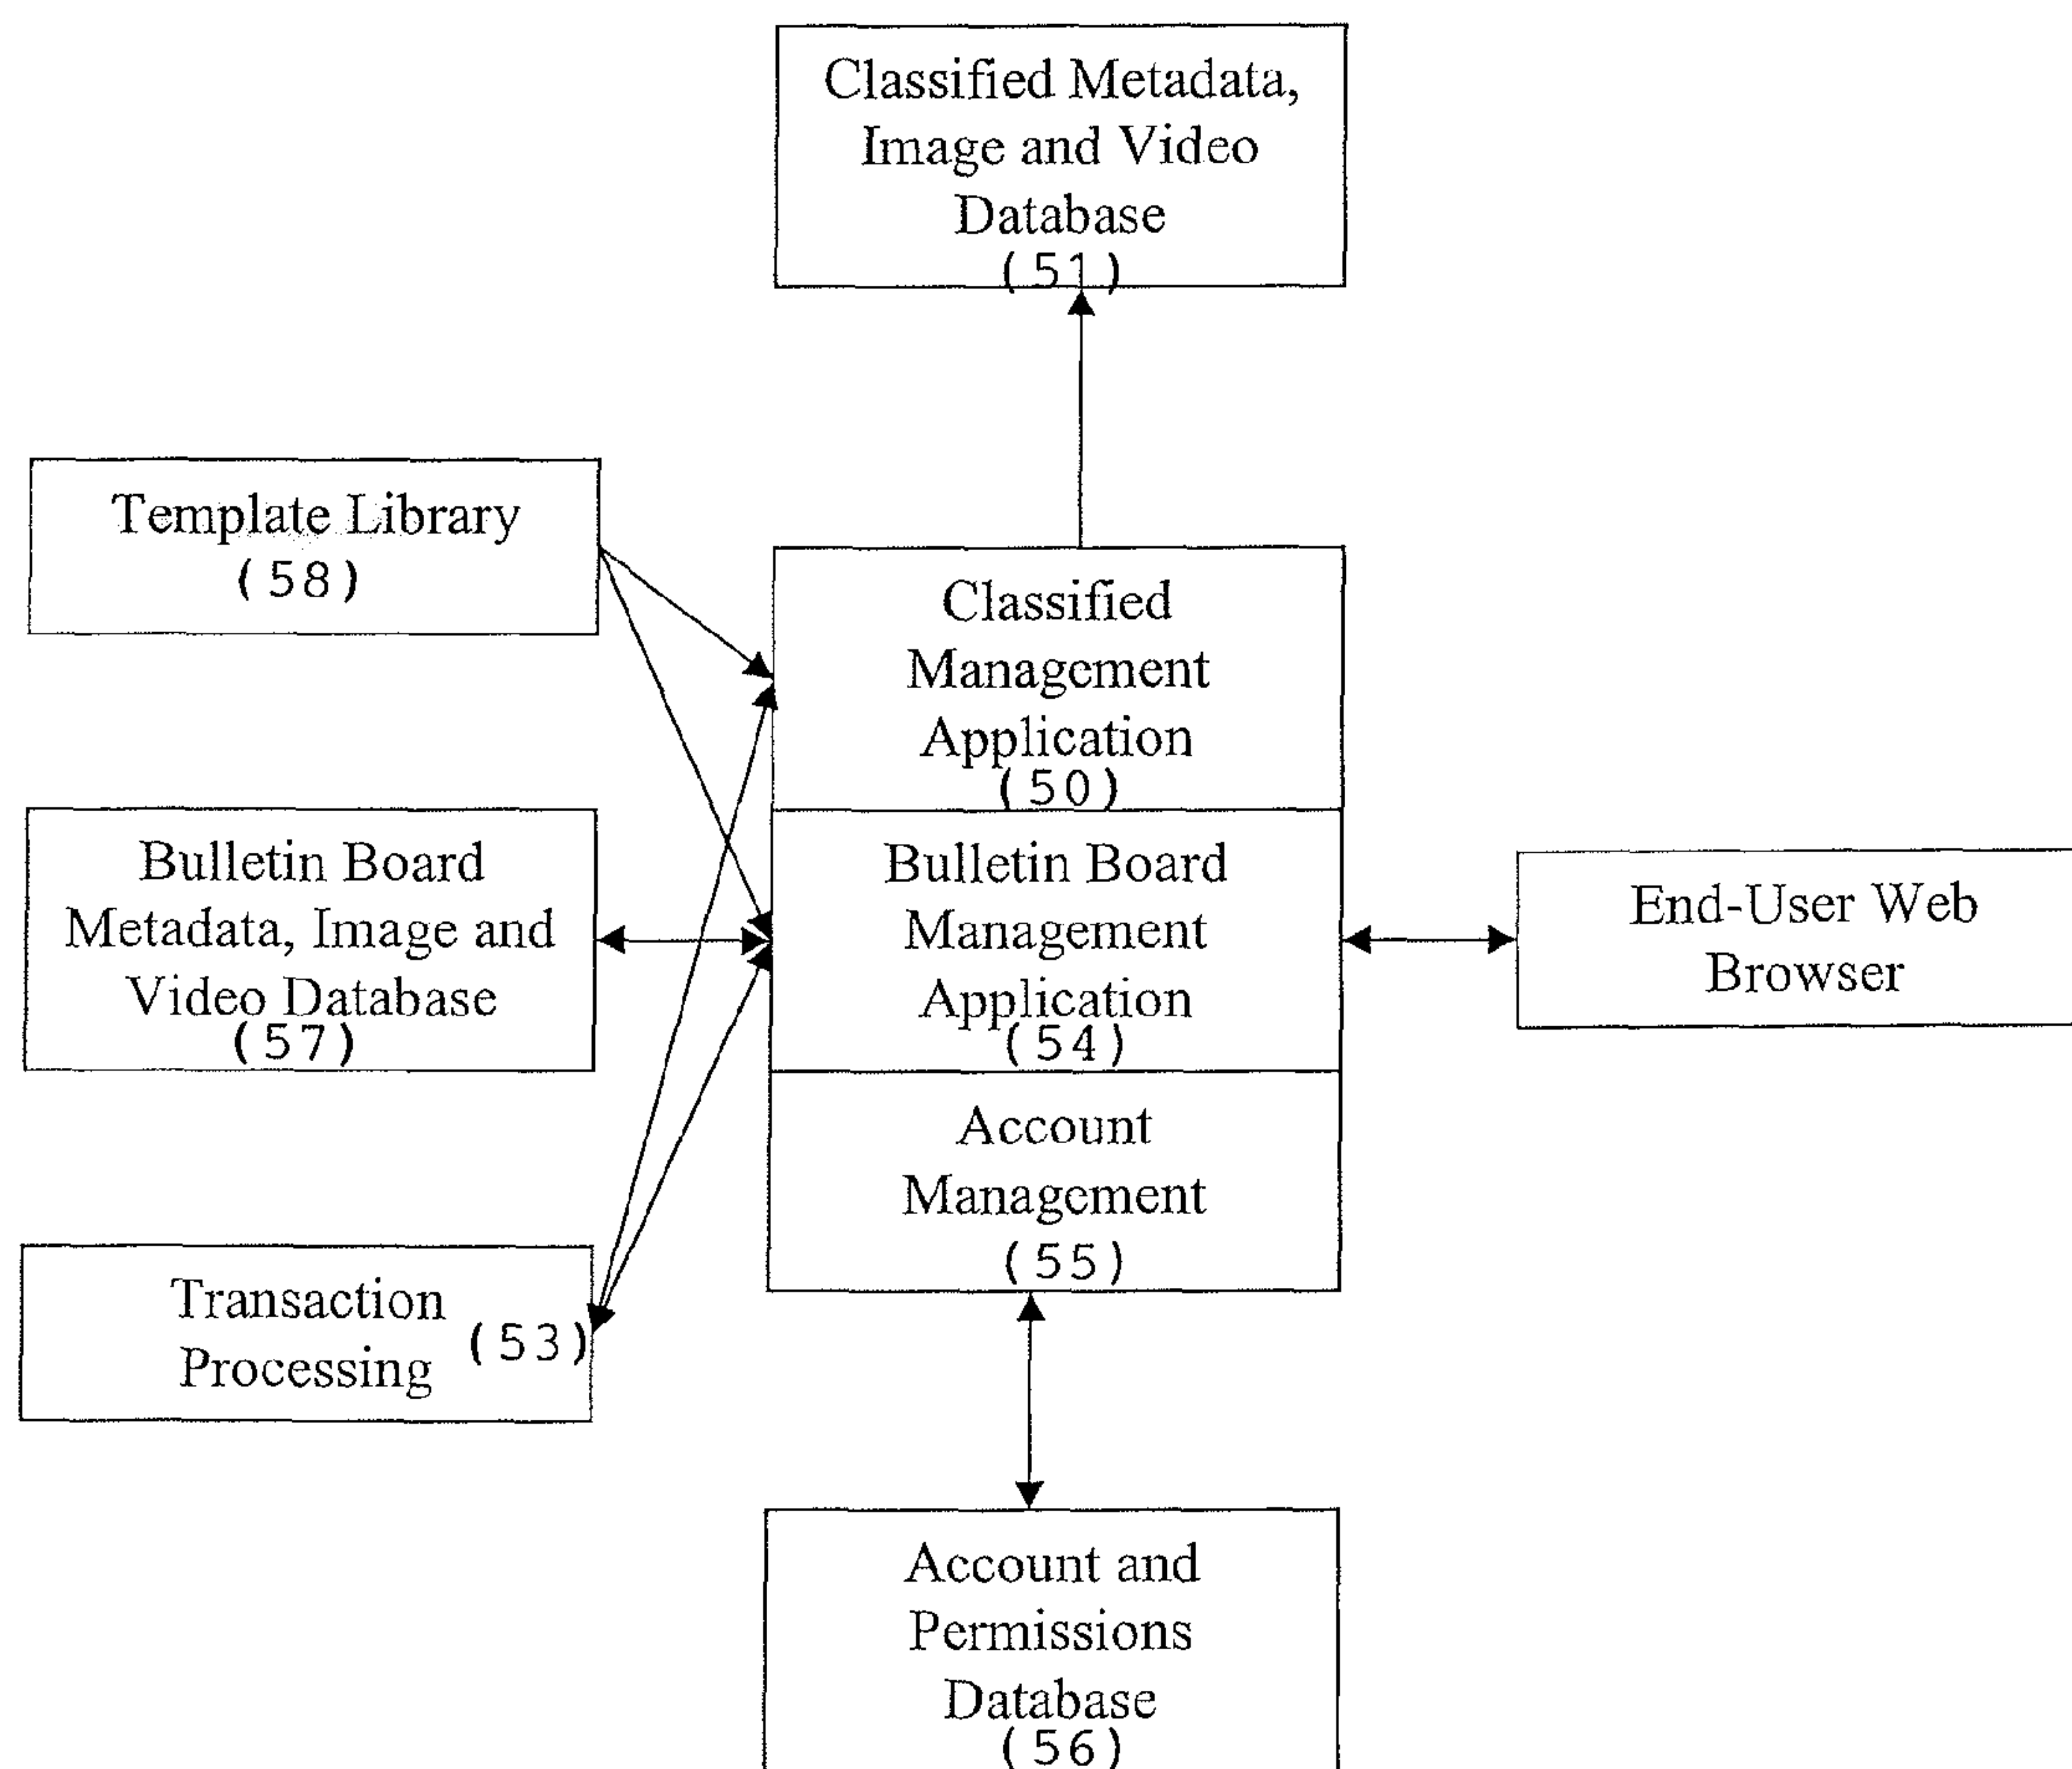 Classified Metadata,
Image and Video
Database
(51)
Template Library
(58)
Classified
Management
Application
(50)
Bulletin Board
Metadata, Image and
Video Database
(57)
Bulletin Board
Management
Application
(54)
End-User Web
Browser
Account
Management
(55)
Transaction
Processing
(53)
Account and
Permissions
Database
(56)